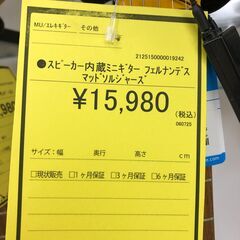 MU/エレキギター　その他
2125150000019242
●スピーカー内蔵ミニギター フェルナンデス
マッドソルジャーズ
¥15,980
(税込)
060725
サイズ：幅　奥行　高さ　cm
□現状販売　□1ヶ月保証　□3ヶ月保証　□6ヶ月保証